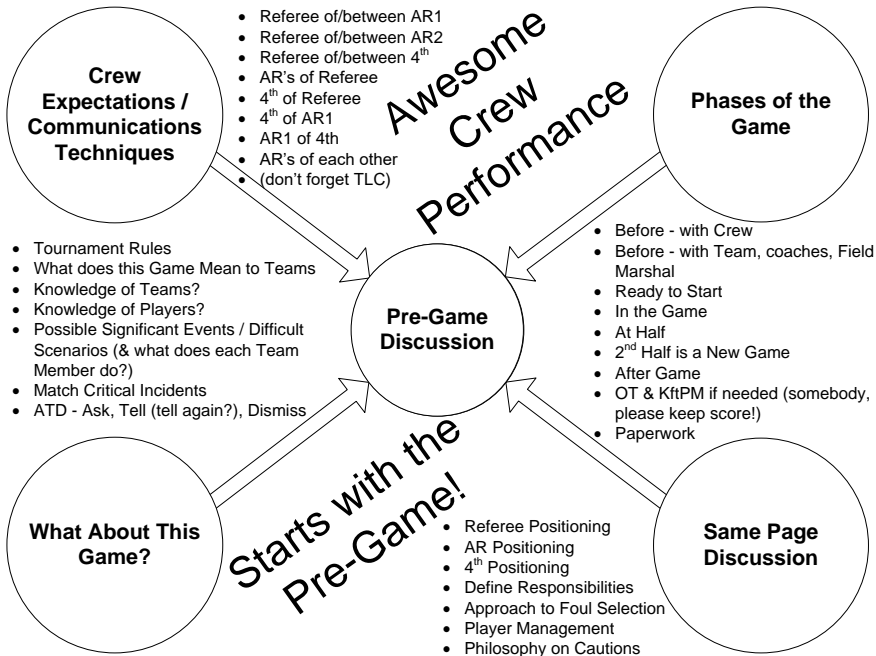 Crew
Expectations /
Communications
Techniques
• Referee of/between AR1
• Referee of/between AR2
• Referee of/between 4th
• AR's of Referee
• 4th of Referee
• 4th of AR1
• AR1 of 4th
• AR's of each other
• (don't forget TLC)
Awesome
Crew
Performance
Phases of the
Game
• Before - with Crew
• Before - with Team, coaches, Field
Marshal
• Ready to Start
• In the Game
• At Half
• 2nd Half is a New Game
• After Game
• OT & KftPM if needed (somebody,
please keep score!)
• Paperwork
Pre-Game
Discussion
• Tournament Rules
• What does this Game Mean to Teams
• Knowledge of Teams?
• Knowledge of Players?
• Possible Significant Events / Difficult
Scenarios (& what does each Team
Member do?)
• Match Critical Incidents
• ATD - Ask, Tell (tell again?), Dismiss
What About This
Game?
Starts with the
Pre-Game!
• Referee Positioning
• AR Positioning
• 4th Positioning
• Define Responsibilities
• Approach to Foul Selection
• Player Management
• Philosophy on Cautions
Same Page
Discussion